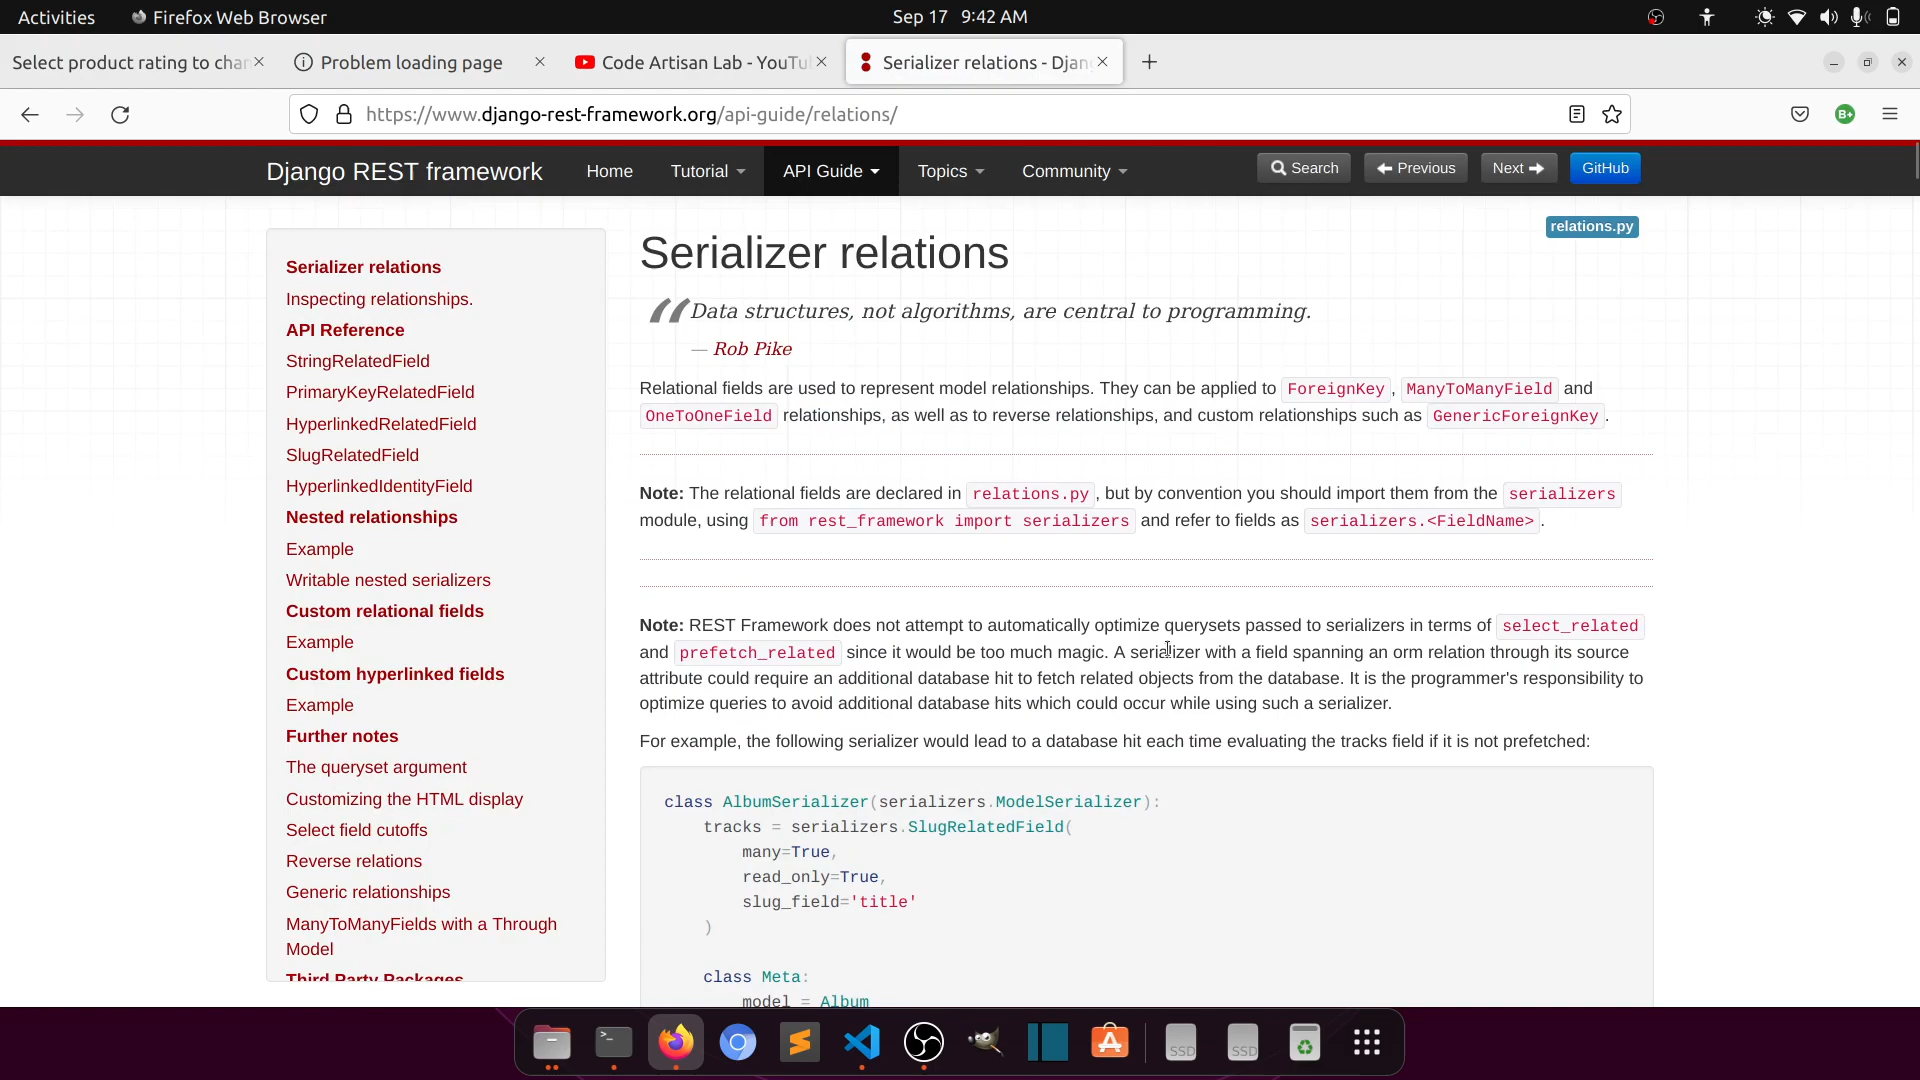 Activities
Firefox Web Browser
Sep 17 9:42 AM
Select product rating to chan
Problem loading page
Code Artisan Lab - YouTu
Serializer relations - Djan
https://www.django-rest-framework.org/api-guide/relations/
Django REST framework
Home
Tutorial
API Guide
Topics
Community
Search
Previous
Next
GitHub
relations.py
Serializer relations
Inspecting relationships.
API Reference
StringRelatedField
PrimaryKeyRelatedField
HyperlinkedRelatedField
SlugRelatedField
HyperlinkedIdentityField
Nested relationships
Example
Writable nested serializers
Custom relational fields
Example
Custom hyperlinked fields
Example
Further notes
The queryset argument
Customizing the HTML display
Select field cutoffs
Reverse relations
Generic relationships
ManyToManyFields with a Through
Model
Third Party Packages
Serializer relations
“Data structures, not algorithms, are central to programming.
— Rob Pike
Relational fields are used to represent model relationships. They can be applied to ForeignKey, ManyToManyField and
OneToOneField relationships, as well as to reverse relationships, and custom relationships such as GenericForeignKey.
Note: The relational fields are declared in relations.py, but by convention you should import them from the serializers
module, using from rest_framework import serializers and refer to fields as serializers.<FieldName>.
Note: REST Framework does not attempt to automatically optimize querysets passed to serializers in terms of select_related
and prefetch_related since it would be too much magic. A serializer with a field spanning an orm relation through its source
attribute could require an additional database hit to fetch related objects from the database. It is the programmer's responsibility to
optimize queries to avoid additional database hits which could occur while using such a serializer.
For example, the following serializer would lead to a database hit each time evaluating the tracks field if it is not prefetched:
class AlbumSerializer(serializers.ModelSerializer):
tracks = serializers.SlugRelatedField(
many=True,
read_only=True,
slug_field='title'
)
class Meta:
model = Album
B+
SSD
SSD